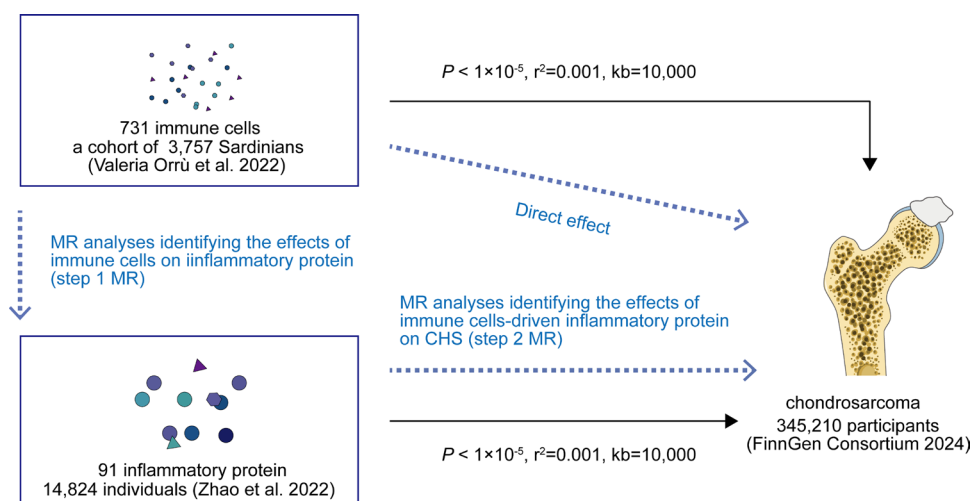 731 immune cells
a cohort of 3,757 Sardinians
(Valeria Orrù et al. 2022)
P < 1×10⁻⁵, r²=0.001, kb=10,000
Direct effect
MR analyses identifying the effects of
immune cells on iinflammatory protein
(step 1 MR)
MR analyses identifying the effects of
immune cells-driven inflammatory protein
on CHS (step 2 MR)
91 inflammatory protein
14,824 individuals (Zhao et al. 2022)
P < 1×10⁻⁵, r²=0.001, kb=10,000
chondrosarcoma
345,210 participants
(FinnGen Consortium 2024)